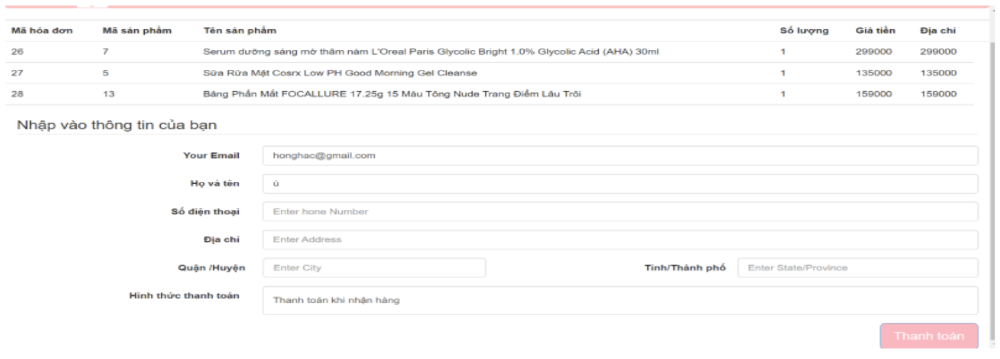 Mã hóa đơn Mã sản phẩm Tên sản phẩm Số lượng Giá tiền Địa chỉ
26 7 Serum dưỡng sáng mờ thâm nám L'Oreal Paris Glycolic Bright 1.0% Glycolic Acid (AHA) 30ml 1 299000 299000
27 5 Sữa Rửa Mặt Cosrx Low PH Good Morning Gel Cleanse 1 135000 135000
28 13 Bảng Phấn Mắt FOCALLURE 17.25g 15 Màu Tông Nude Trang Điểm Lâu Trôi 1 159000 159000
Nhập vào thông tin của bạn
Your Email honghac@gmail.com
Họ và tên ú
Số điện thoại Enter hone Number
Địa chỉ Enter Address
Quận /Huyện Enter City Tỉnh/Thành phố Enter State/Province
Hình thức thanh toán Thanh toán khi nhận hàng
Thanh toán